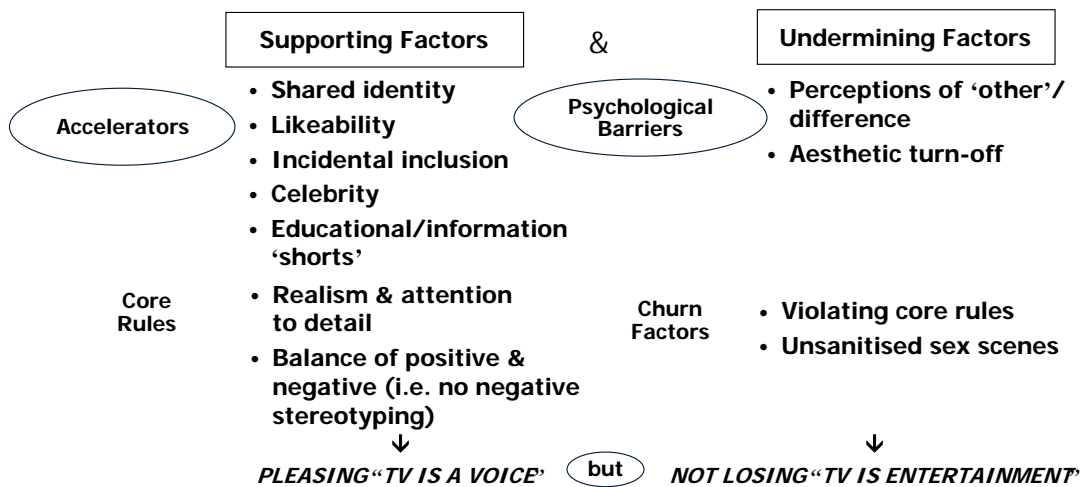 Supporting Factors
&
Undermining Factors
Accelerators
• Shared identity
• Likeability
• Incidental inclusion
• Celebrity
• Educational/information
‘shorts’
Psychological
Barriers
• Perceptions of ‘other’/
difference
• Aesthetic turn-off
Core
Rules
• Realism & attention
to detail
• Balance of positive &
negative (i.e. no negative
stereotyping)
Churn
Factors
• Violating core rules
• Unsanitised sex scenes
PLEASING “TV IS A VOICE”
but
NOT LOSING “TV IS ENTERTAINMENT”